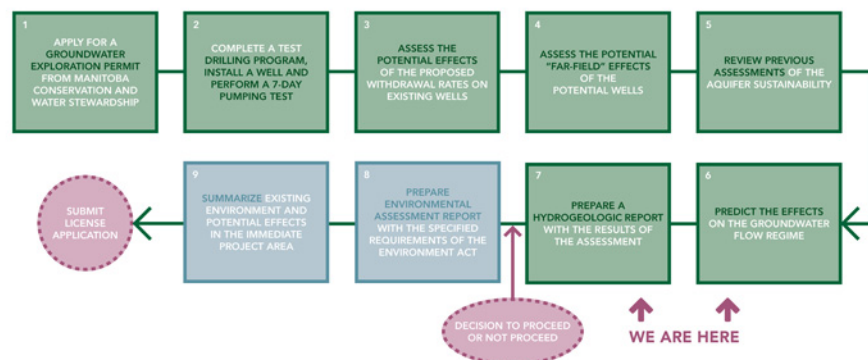 1
APPLY FOR A
GROUNDWATER
EXPLORATION PERMIT
FROM MANITOBA
CONSERVATION AND
WATER STEWARDSHIP
2
COMPLETE A TEST
DRILLING PROGRAM,
INSTALL A WELL AND
PERFORM A 7-DAY
PUMPING TEST
3
ASSESS THE
POTENTIAL EFFECTS
OF THE PROPOSED
WITHDRAWAL RATES ON
EXISTING WELLS
4
ASSESS THE POTENTIAL
"FAR-FIELD" EFFECTS
OF THE
POTENTIAL WELLS
5
REVIEW PREVIOUS
ASSESSMENTS OF THE
AQUIFER SUSTAINABILITY
6
PREDICT THE EFFECTS
ON THE GROUNDWATER
FLOW REGIME
7
PREPARE A
HYDROGEOLOGIC REPORT
WITH THE RESULTS OF
THE ASSESSMENT
8
PREPARE
ENVIRONMENTAL
ASSESSMENT REPORT
WITH THE SPECIFIED
REQUIREMENTS OF THE
ENVIRONMENT ACT
9
SUMMARIZE EXISTING
ENVIRONMENT AND
POTENTIAL EFFECTS
IN THE IMMEDIATE
PROJECT AREA
SUBMIT
LICENSE
APPLICATION
DECISION TO PROCEED
OR NOT PROCEED
WE ARE HERE